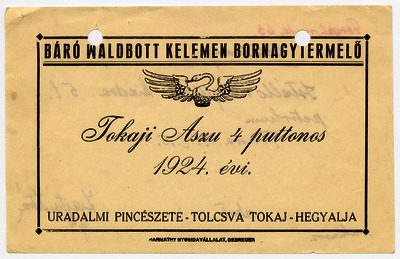 BÁRÓ WALDBOTT KELEMEN BORNAGYTERMELŐ
Tokaji Aszu 4 puttonos
1924. évi.
URADALMI PINCÉSZETE - TOLCSVA TOKAJ - HEGYALJA
HARMATHY NYOMDAVÁLLALAT, DEBRECEN